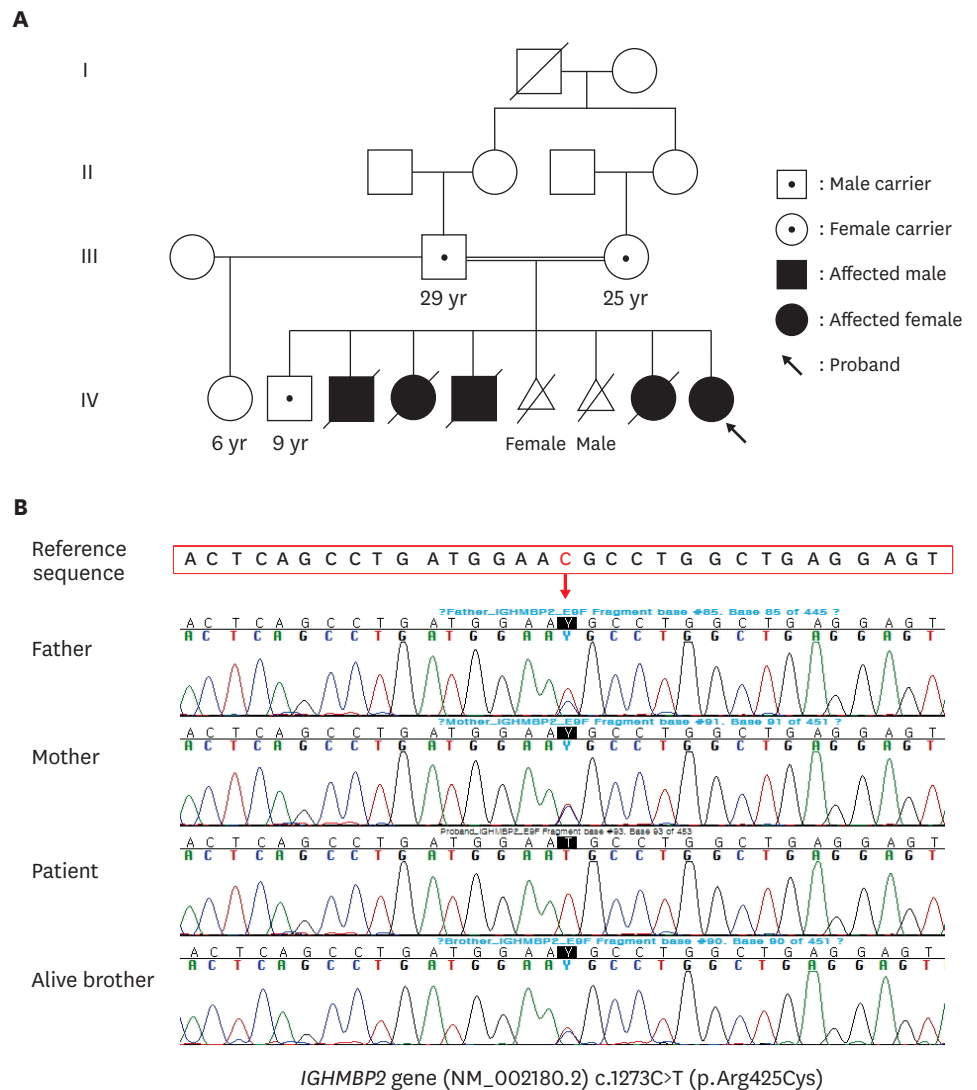 A
I
II
III
IV
29 yr
25 yr
6 yr
9 yr
Female
Male
: Male carrier
: Female carrier
: Affected male
: Affected female
: Proband
B
Reference sequence
A C T C A G C C T G A T G G A A C G C C T G G C T G A G G A G T
Father
?Father_IGHMBP2_E9F Fragment base #85. Base 85 of 445 ?
A C T C A G C C T G A T G G A A Y G C C T G G C T G A G G A G T
A C T C A G C C T G A T G G A A Y G C C T G G C T G A G G A G T
Mother
?Mother_IGHMBP2_E9F Fragment base #91. Base 91 of 451 ?
A C T C A G C C T G A T G G A A Y G C C T G G C T G A G G A G T
A C T C A G C C T G A T G G A A Y G C C T G G C T G A G G A G T
Patient
Proband_IGHMBP2_E9F Fragment base #93. Base 93 of 453
A C T C A G C C T G A T G G A A T G C C T G G C T G A G G A G T
A C T C A G C C T G A T G G A A T G C C T G G C T G A G G A G T
Alive brother
?Brother_IGHMBP2_E9F Fragment base #90. Base 90 of 451 ?
A C T C A G C C T G A T G G A A Y G C C T G G C T G A G G A G T
A C T C A G C C T G A T G G A A Y G C C T G G C T G A G G A G T
IGHMBP2 gene (NM_002180.2) c.1273C>T (p.Arg425Cys)